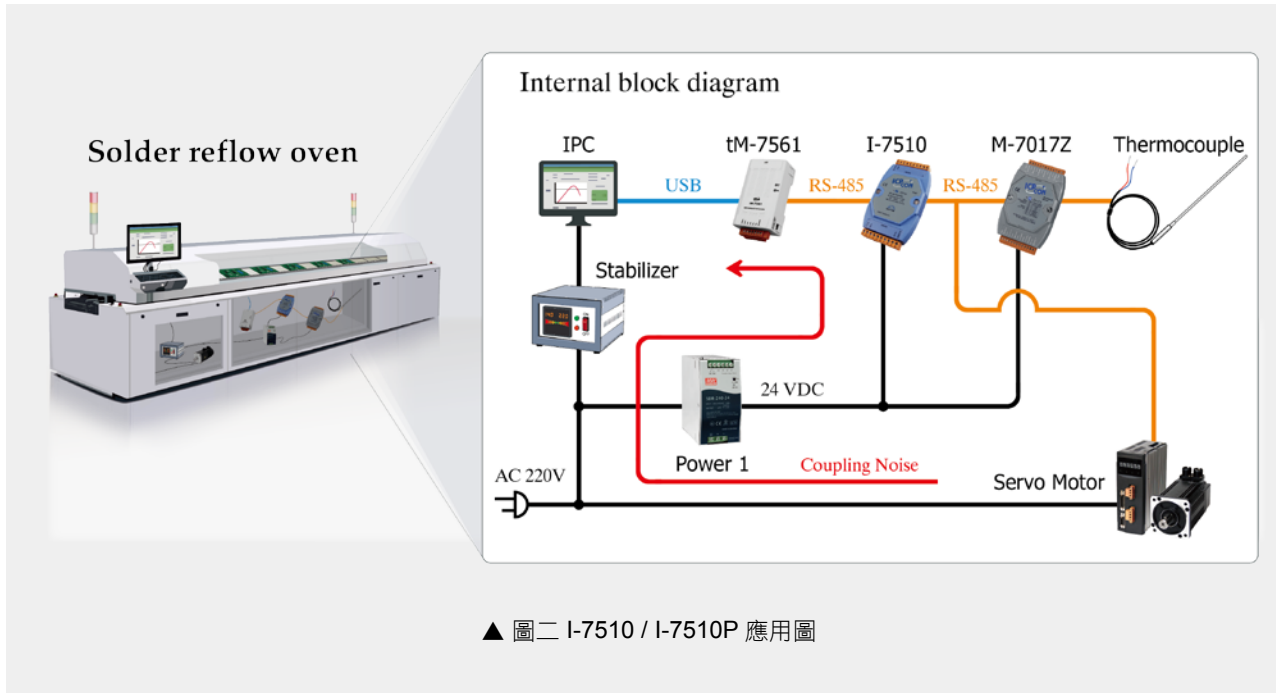 Internal block diagram
Solder reflow oven
IPC
tM-7561
I-7510
M-7017Z
Thermocouple
USB
RS-485
RS-485
Stabilizer
24 VDC
Power 1
Coupling Noise
AC 220V
Servo Motor
▲ 圖二 I-7510 / I-7510P 應用圖